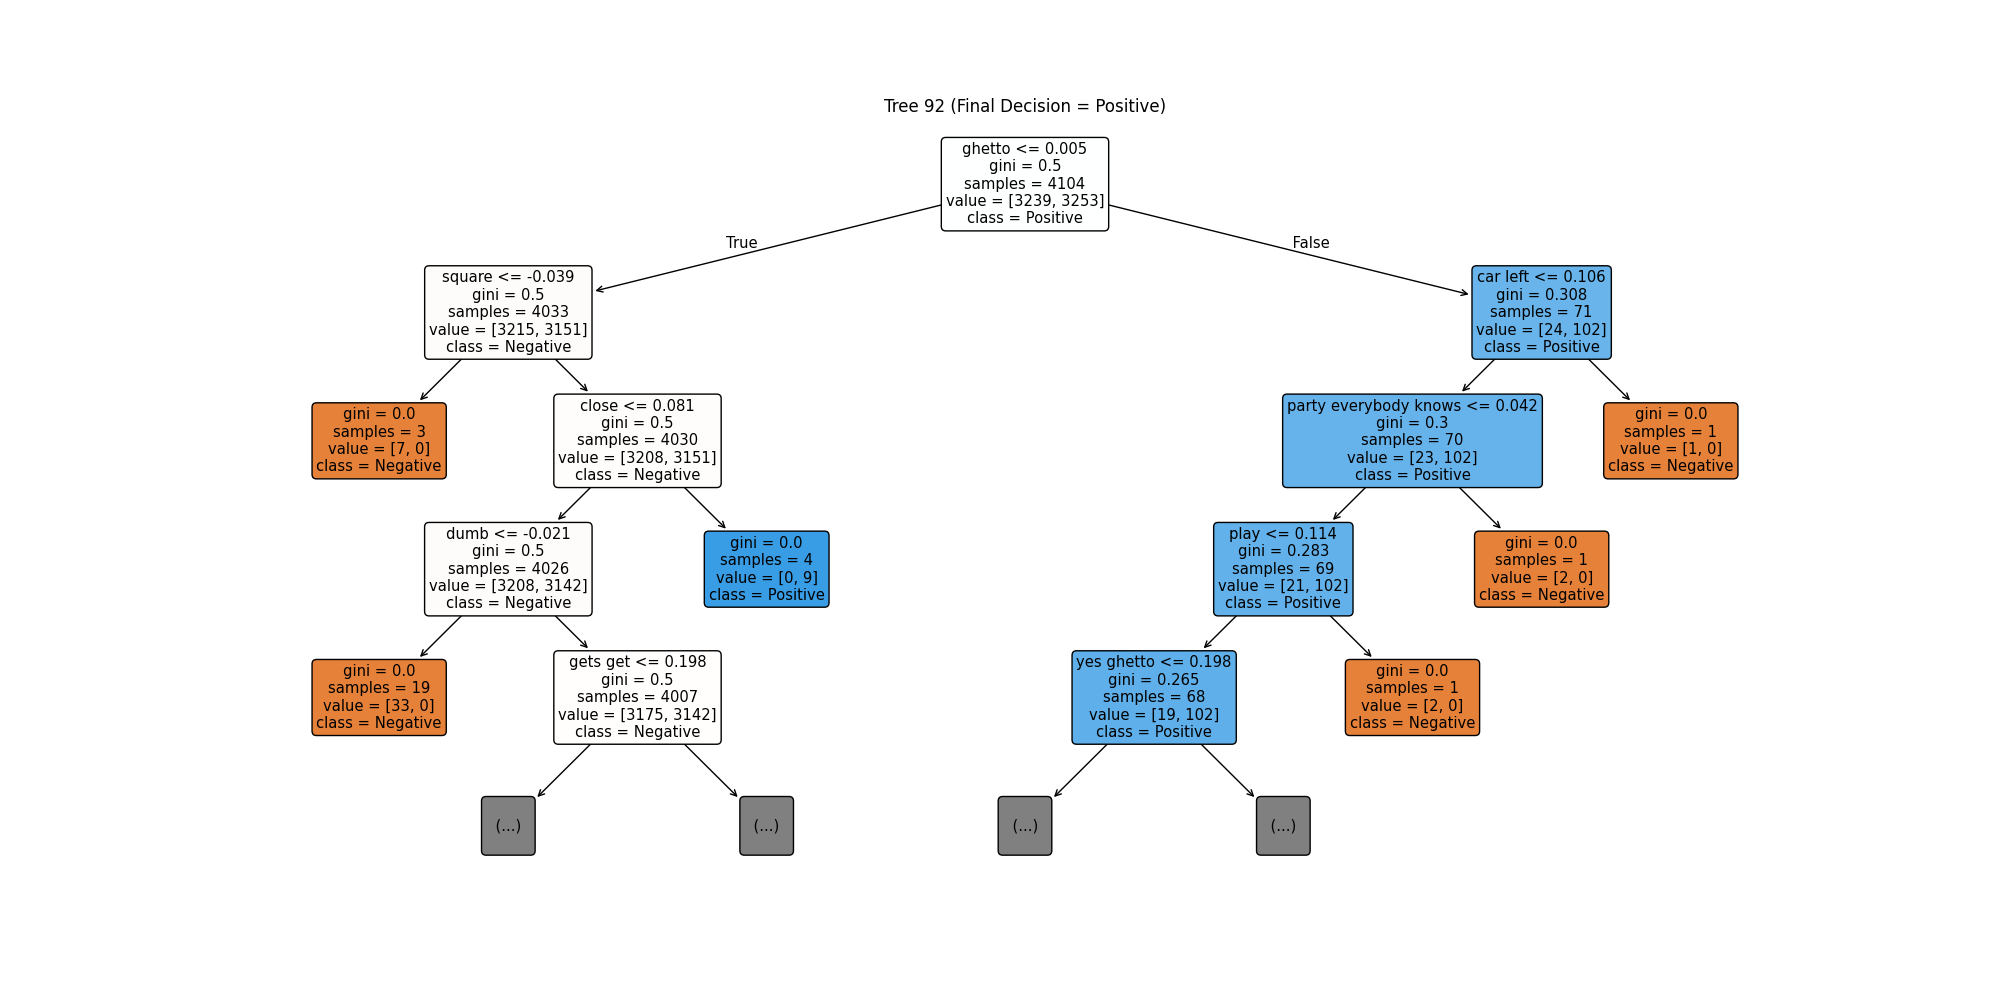 Tree 92 (Final Decision = Positive)
ghetto <= 0.005
gini = 0.5
samples = 4104
value = [3239, 3253]
class = Positive
True
False
square <= -0.039
gini = 0.5
samples = 4033
value = [3215, 3151]
class = Negative
car left <= 0.106
gini = 0.308
samples = 71
value = [24, 102]
class = Positive
gini = 0.0
samples = 3
value = [7, 0]
class = Negative
close <= 0.081
gini = 0.5
samples = 4030
value = [3208, 3151]
class = Negative
party everybody knows <= 0.042
gini = 0.3
samples = 70
value = [23, 102]
class = Positive
gini = 0.0
samples = 1
value = [1, 0]
class = Negative
dumb <= -0.021
gini = 0.5
samples = 4026
value = [3208, 3142]
class = Negative
gini = 0.0
samples = 4
value = [0, 9]
class = Positive
play <= 0.114
gini = 0.283
samples = 69
value = [21, 102]
class = Positive
gini = 0.0
samples = 1
value = [2, 0]
class = Negative
gini = 0.0
samples = 19
value = [33, 0]
class = Negative
gets get <= 0.198
gini = 0.5
samples = 4007
value = [3175, 3142]
class = Negative
yes ghetto <= 0.198
gini = 0.265
samples = 68
value = [19, 102]
class = Positive
gini = 0.0
samples = 1
value = [2, 0]
class = Negative
(...)
(...)
(...)
(...)